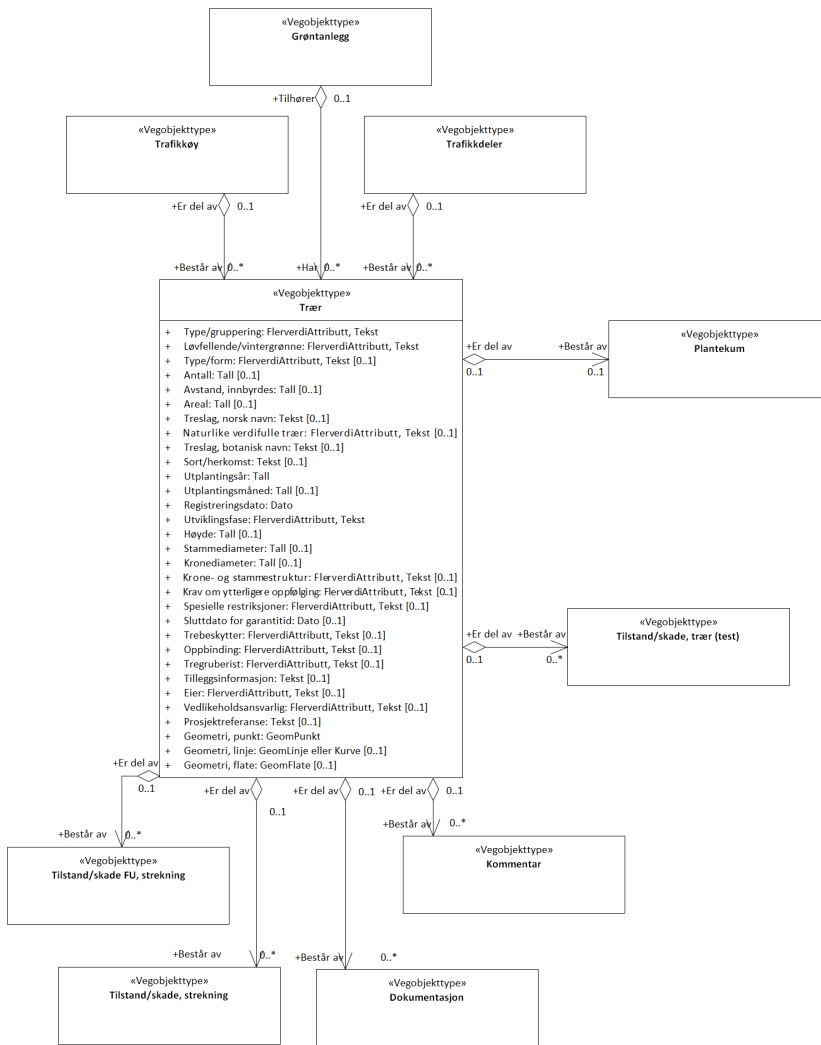 «Vegobjekttype»
Grøntanlegg
+Tilhører 0..1
«Vegobjekttype»
Trafikkøy
«Vegobjekttype»
Trafikkdeler
+Er del av 0..1
+Er del av 0..1
+Består av 0..*
+Har 0..*
+Består av 0..*
«Vegobjekttype»
Trær
+ Type/gruppering: FlerverdiAttributt, Tekst
+ Løvfellende/vintergrønne: FlerverdiAttributt, Tekst
+ Type/form: FlerverdiAttributt, Tekst [0..1]
+ Antall: Tall [0..1]
+ Avstand, innbyrdes: Tall [0..1]
+ Areal: Tall [0..1]
+ Treslag, norsk navn: Tekst [0..1]
+ Naturlike verdifulle trær: FlerverdiAttributt, Tekst [0..1]
+ Treslag, botanisk navn: Tekst [0..1]
+ Sort/herkomst: Tekst [0..1]
+ Utplantingsår: Tall
+ Utplantingsmåned: Tall [0..1]
+ Registreringsdato: Dato
+ Utviklingsfase: FlerverdiAttributt, Tekst
+ Høyde: Tall [0..1]
+ Stammediameter: Tall [0..1]
+ Kronediameter: Tall [0..1]
+ Krone- og stammestruktur: FlerverdiAttributt, Tekst [0..1]
+ Krav om ytterligere oppfølging: FlerverdiAttributt, Tekst [0..1]
+ Spesielle restriksjoner: FlerverdiAttributt, Tekst [0..1]
+ Sluttdato for garantitid: Dato [0..1]
+ Trebeskytter: FlerverdiAttributt, Tekst [0..1]
+ Oppbinding: FlerverdiAttributt, Tekst [0..1]
+ Tregruberist: FlerverdiAttributt, Tekst [0..1]
+ Tilleggsinformasjon: Tekst [0..1]
+ Eier: FlerverdiAttributt, Tekst [0..1]
+ Vedlikeholdsansvarlig: FlerverdiAttributt, Tekst [0..1]
+ Prosjektreferanse: Tekst [0..1]
+ Geometri, punkt: GeomPunkt
+ Geometri, linje: GeomLinje eller Kurve [0..1]
+ Geometri, flate: GeomFlate [0..1]
+Er del av +Består av
0..1 0..1
«Vegobjekttype»
Plantekum
+Er del av +Består av
0..1 0..*
«Vegobjekttype»
Tilstand/skade, trær (test)
+Er del av
0..1
+Består av 0..*
«Vegobjekttype»
Tilstand/skade FU, strekning
+Er del av
0..1
+Består av 0..*
«Vegobjekttype»
Tilstand/skade, strekning
+Er del av 0..1
+Består av 0..*
«Vegobjekttype»
Dokumentasjon
+Er del av 0..1
+Består av 0..*
«Vegobjekttype»
Kommentar